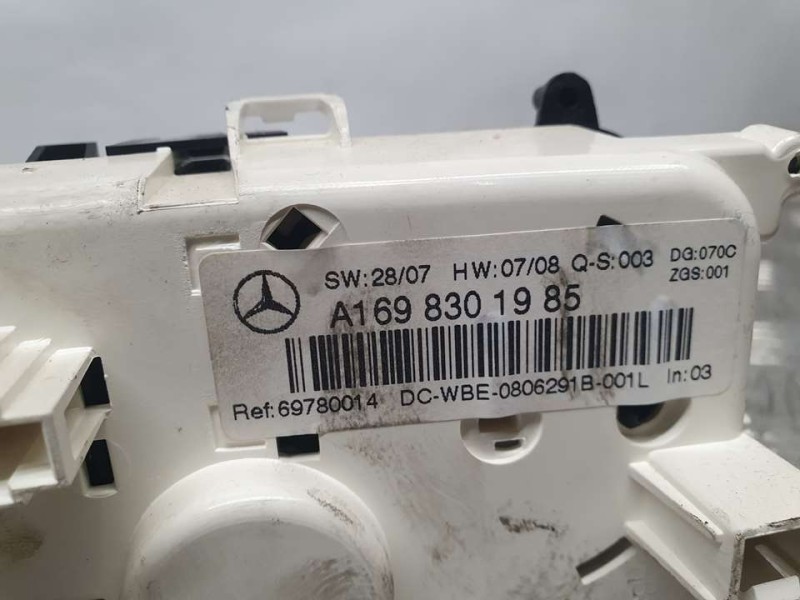 SW:28/07 HW:07/08 Q-S:003 DG:070C
ZGS:001
A169 830 19 85
Ref:69780014 DC-WBE-0806291B-001L In:03